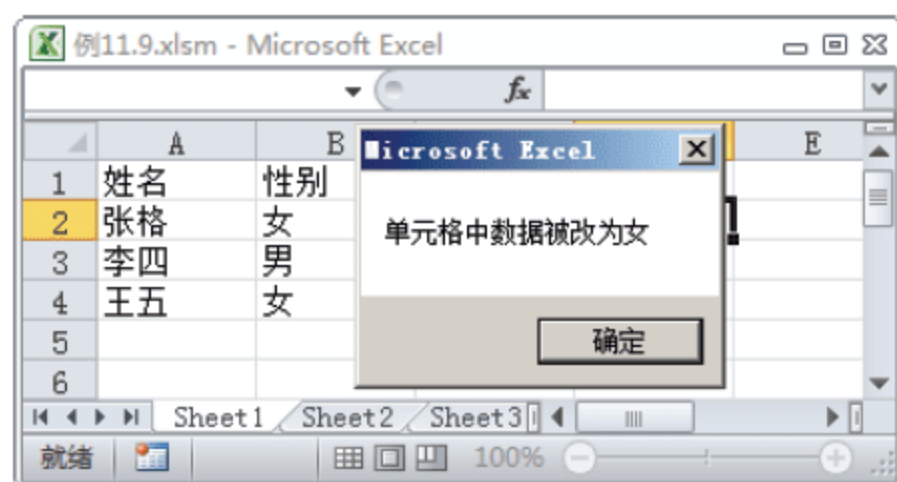 例11.9.xlsm - Microsoft Excel
fx
A B E
Microsoft Excel
1 姓名 性别
2 张格 女
单元格中数据被改为女
3 李四 男
4 王五 女
5
确定
6
Sheet1 Sheet2 Sheet3
就绪 100%